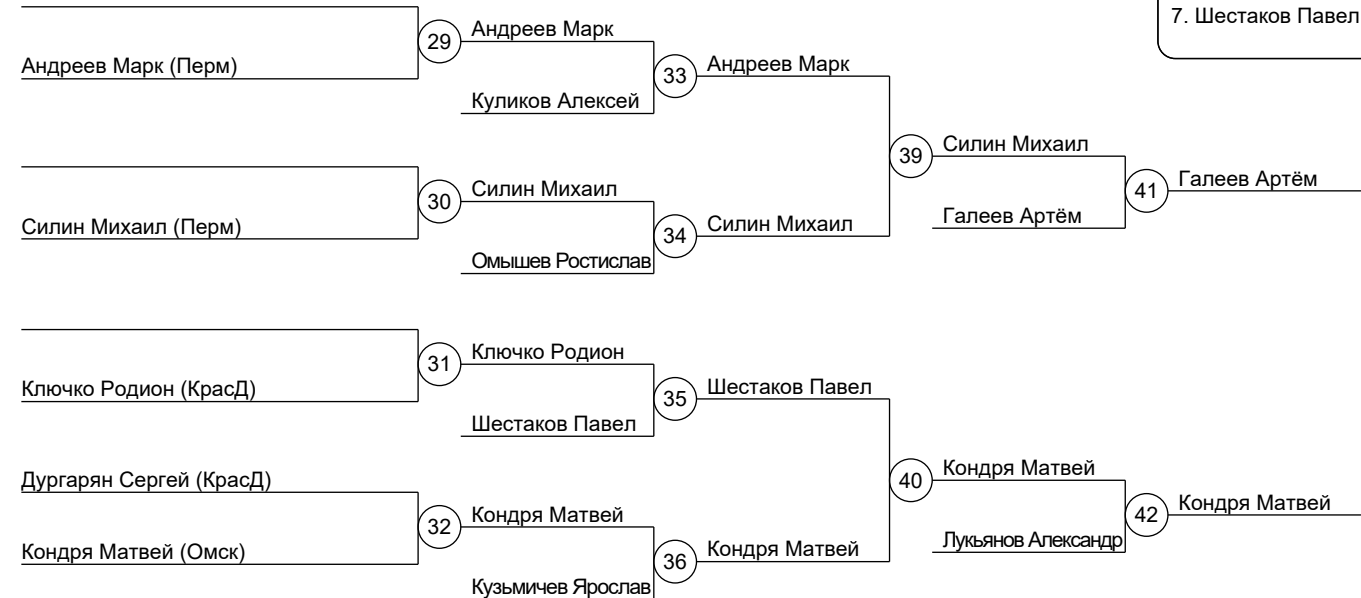 7. Шестаков Павел
29 Андреев Марк
Андреев Марк (Перм)
33 Андреев Марк
Куликов Алексей
39 Силин Михаил
30 Силин Михаил
41 Галеев Артём
Силин Михаил (Перм)
34 Силин Михаил
Галеев Артём
Омышев Ростислав
31 Ключко Родион
Ключко Родион (КрасД)
35 Шестаков Павел
Шестаков Павел
Дургарян Сергей (КрасД)
40 Кондря Матвей
32 Кондря Матвей
42 Кондря Матвей
Кондря Матвей (Омск)
36 Кондря Матвей
Лукьянов Александр
Кузьмичев Ярослав